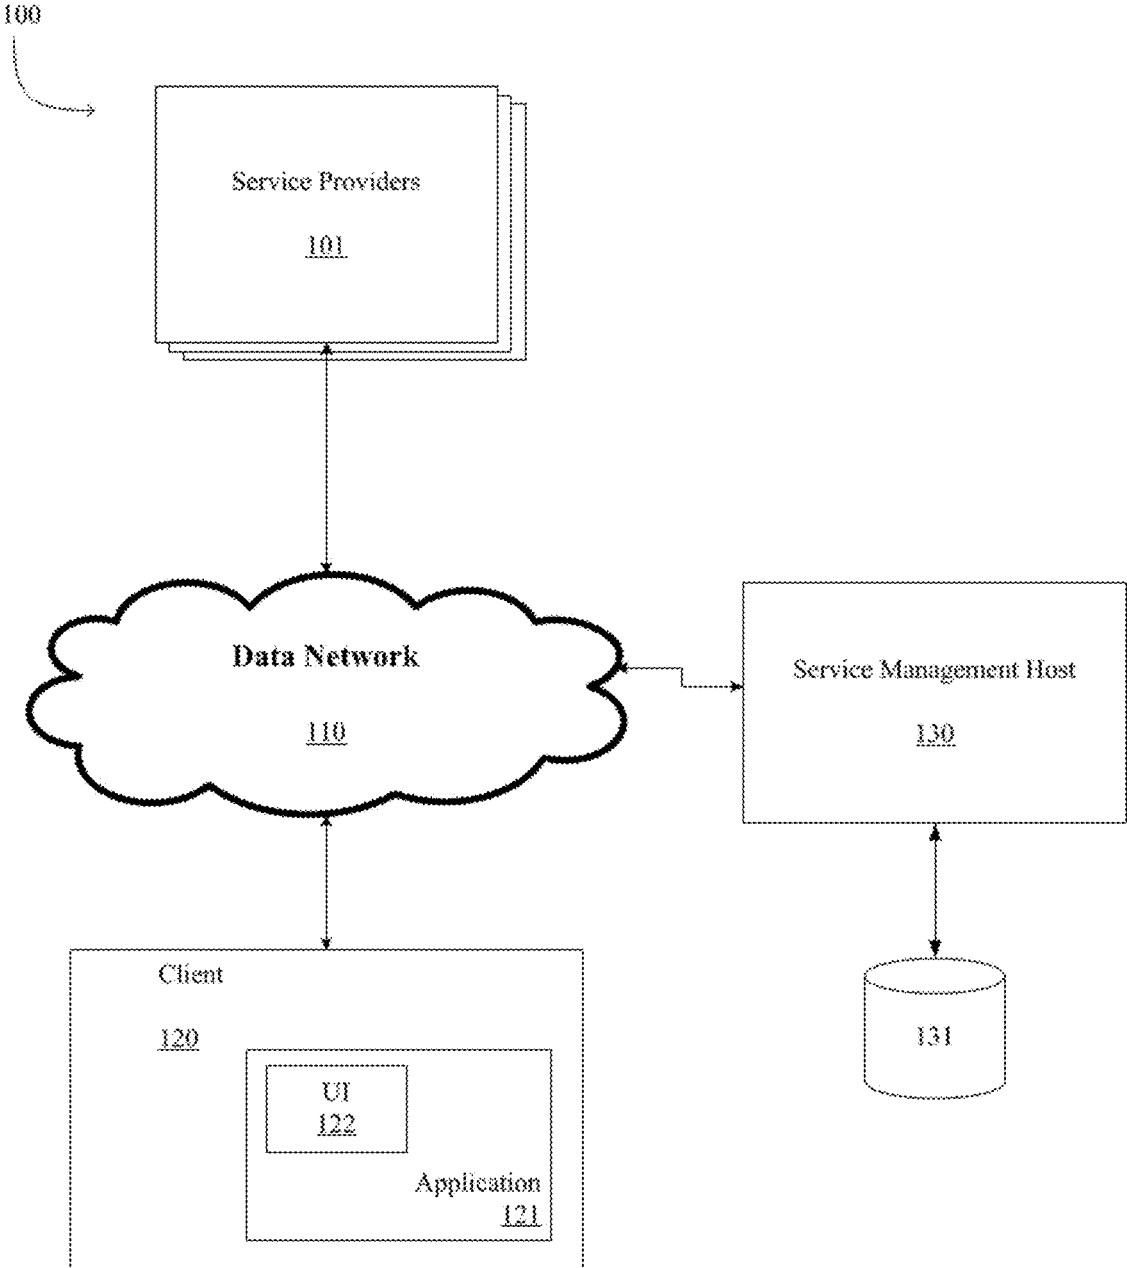 100
Service Providers
101
Data Network
110
Service Management Host
130
Client
120
131
UI
122
Application
121